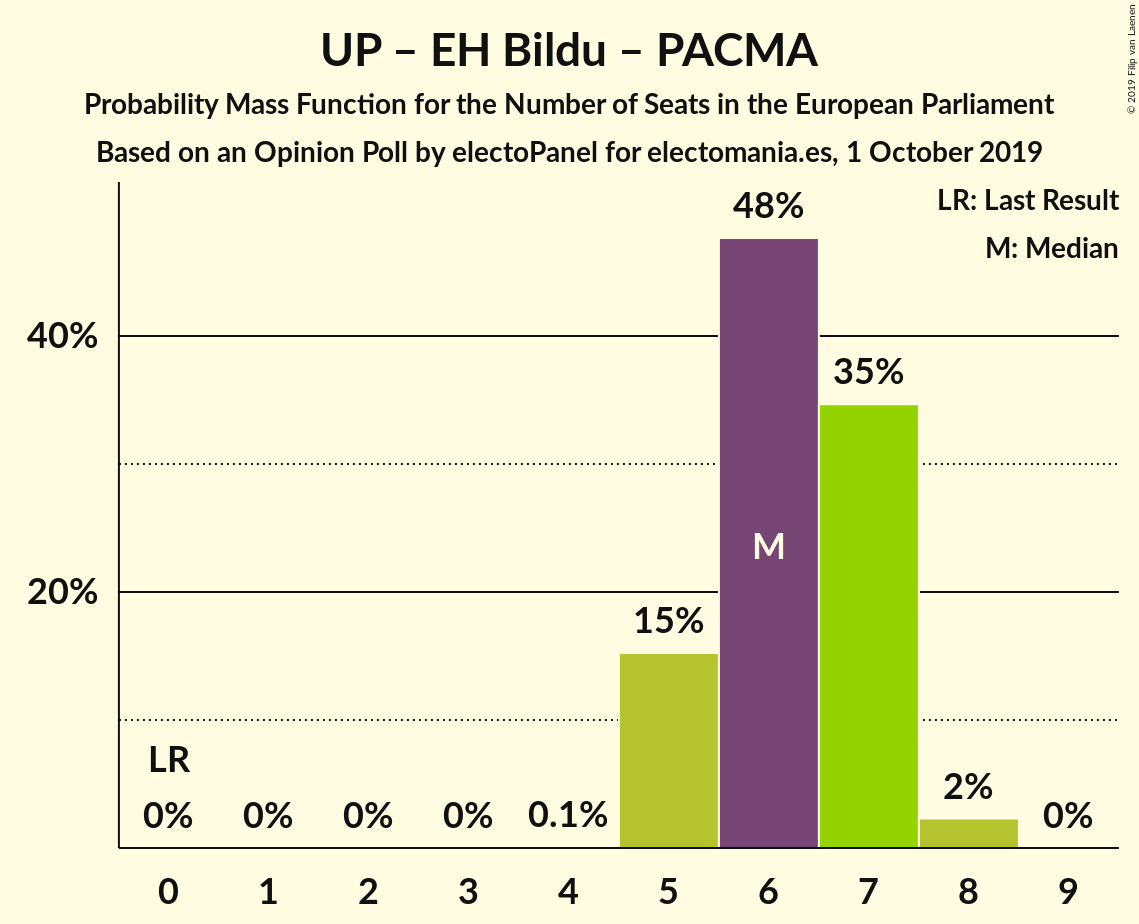 UP – EH Bildu – PACMA
Probability Mass Function for the Number of Seats in the European Parliament
Based on an Opinion Poll by electoPanel for electomania.es, 1 October 2019
© 2019 Filip van Laenen
LR: Last Result
M: Median
48%
40%
35%
M
20%
15%
LR
0%
0%
0%
0%
0.1%
2%
0%
0
1
2
3
4
5
6
7
8
9